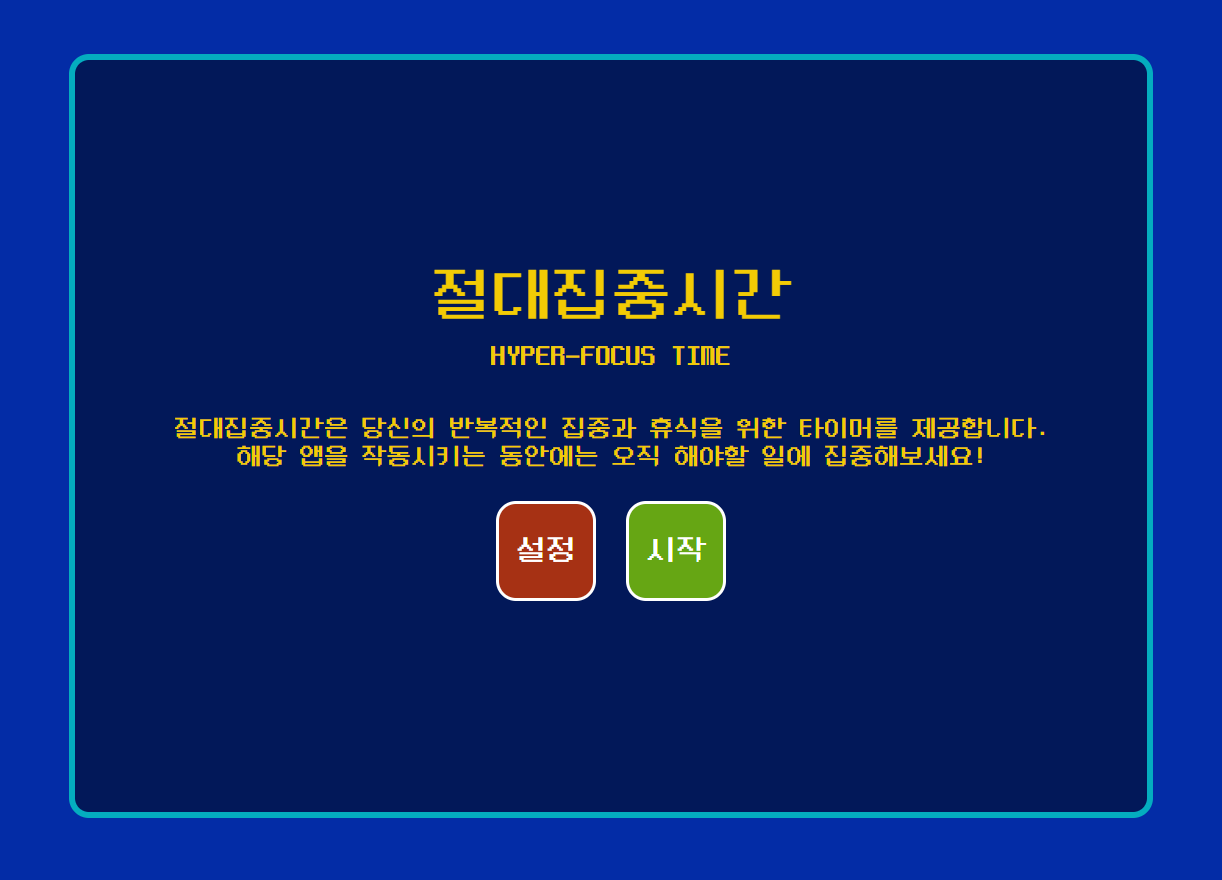 절대집중시간
HYPER-FOCUS TIME
절대집중시간은 당신의 반복적인 집중과 휴식을 위한 타이머를 제공합니다.
해당 앱을 작동시키는 동안에는 오직 해야할 일에 집중해보세요!
설정
시작